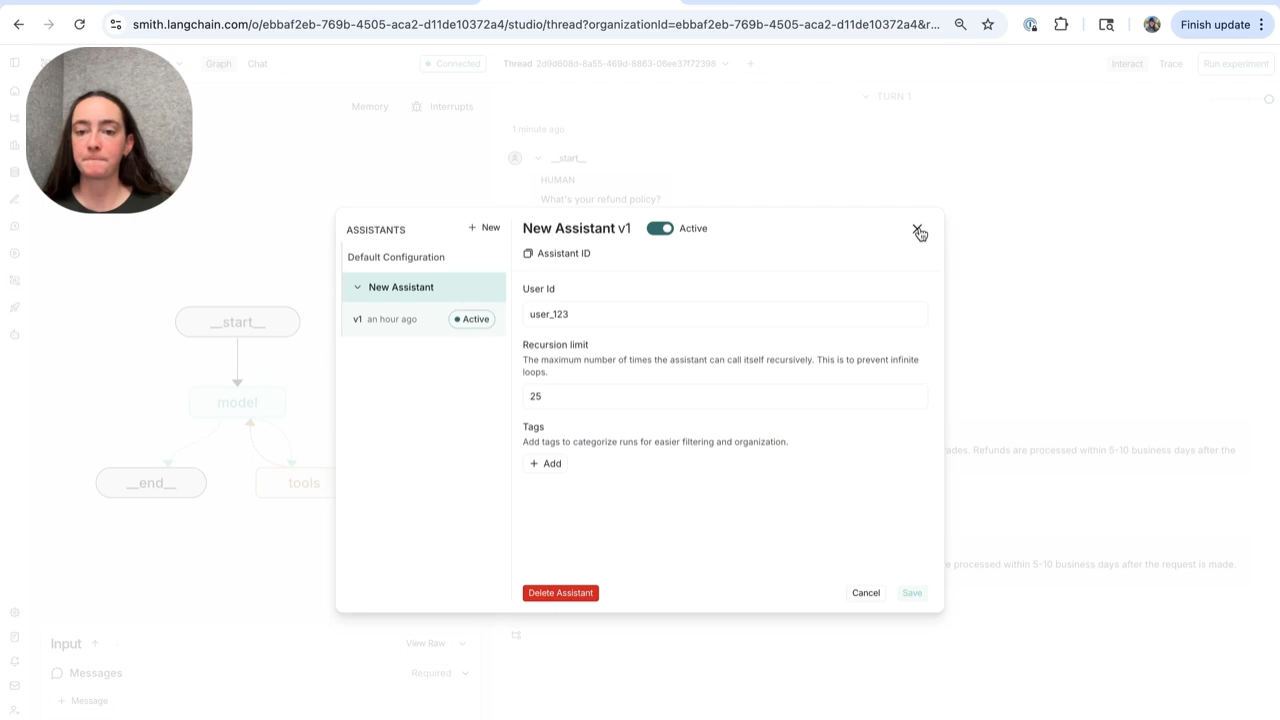 smith.langchain.com/o/ebbaf2eb-769b-4505-aca2-d11de10372a4/studio/thread?organizationId=ebbaf2eb-769b-4505-aca2-d11de10372a4&r...
Finish update
Graph
Chat
Connected
Thread 2d9d608d-8a55-469d-8863-06ee37f72398
Interact
Trace
Run experiment
Memory
Interrupts
TURN 1
1 minute ago
__start__
HUMAN
What's your refund policy?
ASSISTANTS
+ New
Default Configuration
New Assistant
v1 an hour ago
Active
New Assistant v1
Active
Assistant ID
User Id
user_123
Recursion limit
The maximum number of times the assistant can call itself recursively. This is to prevent infinite
loops.
25
Tags
Add tags to categorize runs for easier filtering and organization.
+ Add
Delete Assistant
Cancel
Save
__start__
model
__end__
tools
ades. Refunds are processed within 5-10 business days after the
e processed within 5-10 business days after the request is made.
Input
View Raw
Messages
Required
+ Message